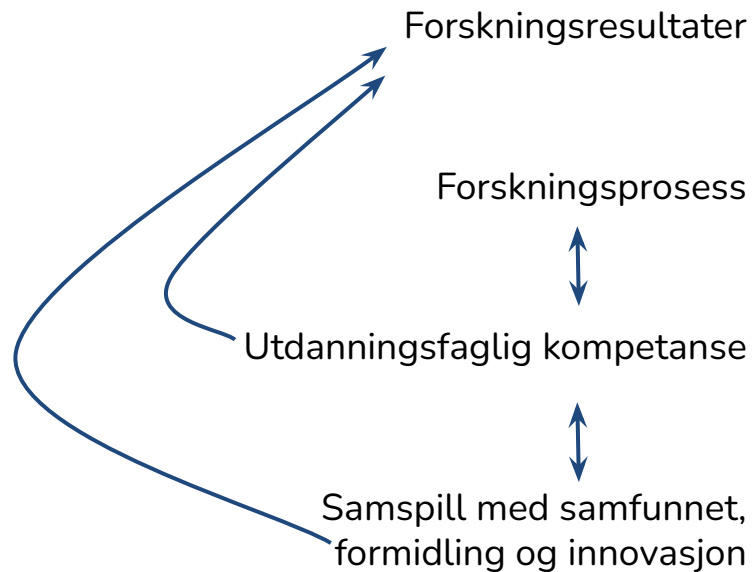 Forskningsresultater
Forskningsprosess
Utdanningsfaglig kompetanse
Samspill med samfunnet,
formidling og innovasjon